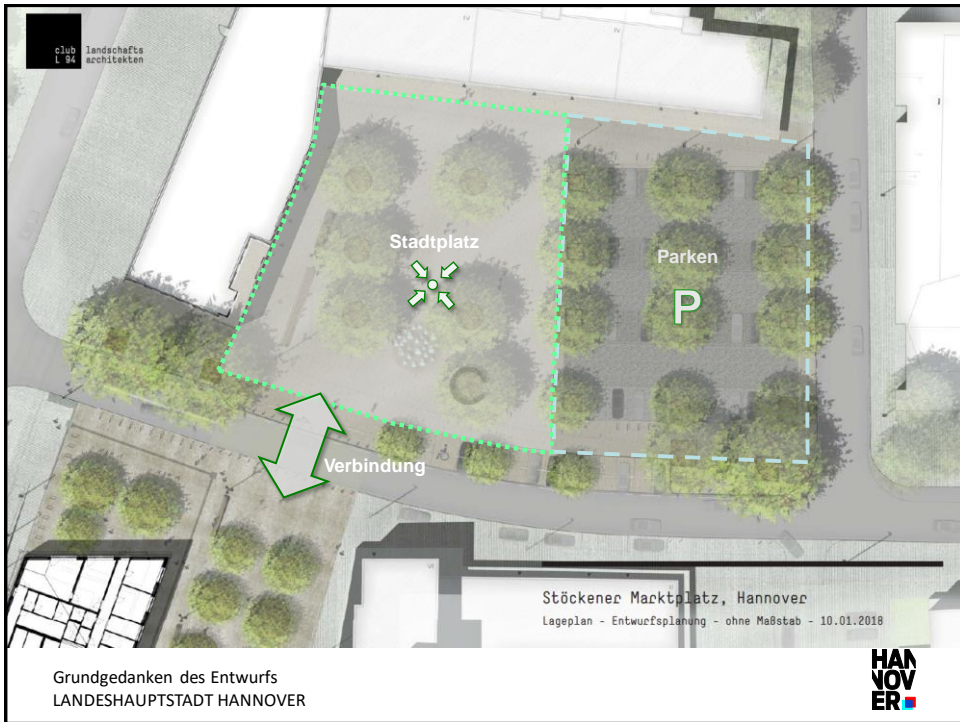 club landschafts
L 94 architekten
Stadtplatz
Parken
P
Verbindung
Stöckener Marktplatz, Hannover
Lageplan - Entwurfsplanung - ohne Maßstab - 10.01.2018
Grundgedanken des Entwurfs
LANDESHAUPTSTADT HANNOVER
HAN
NOV
ER